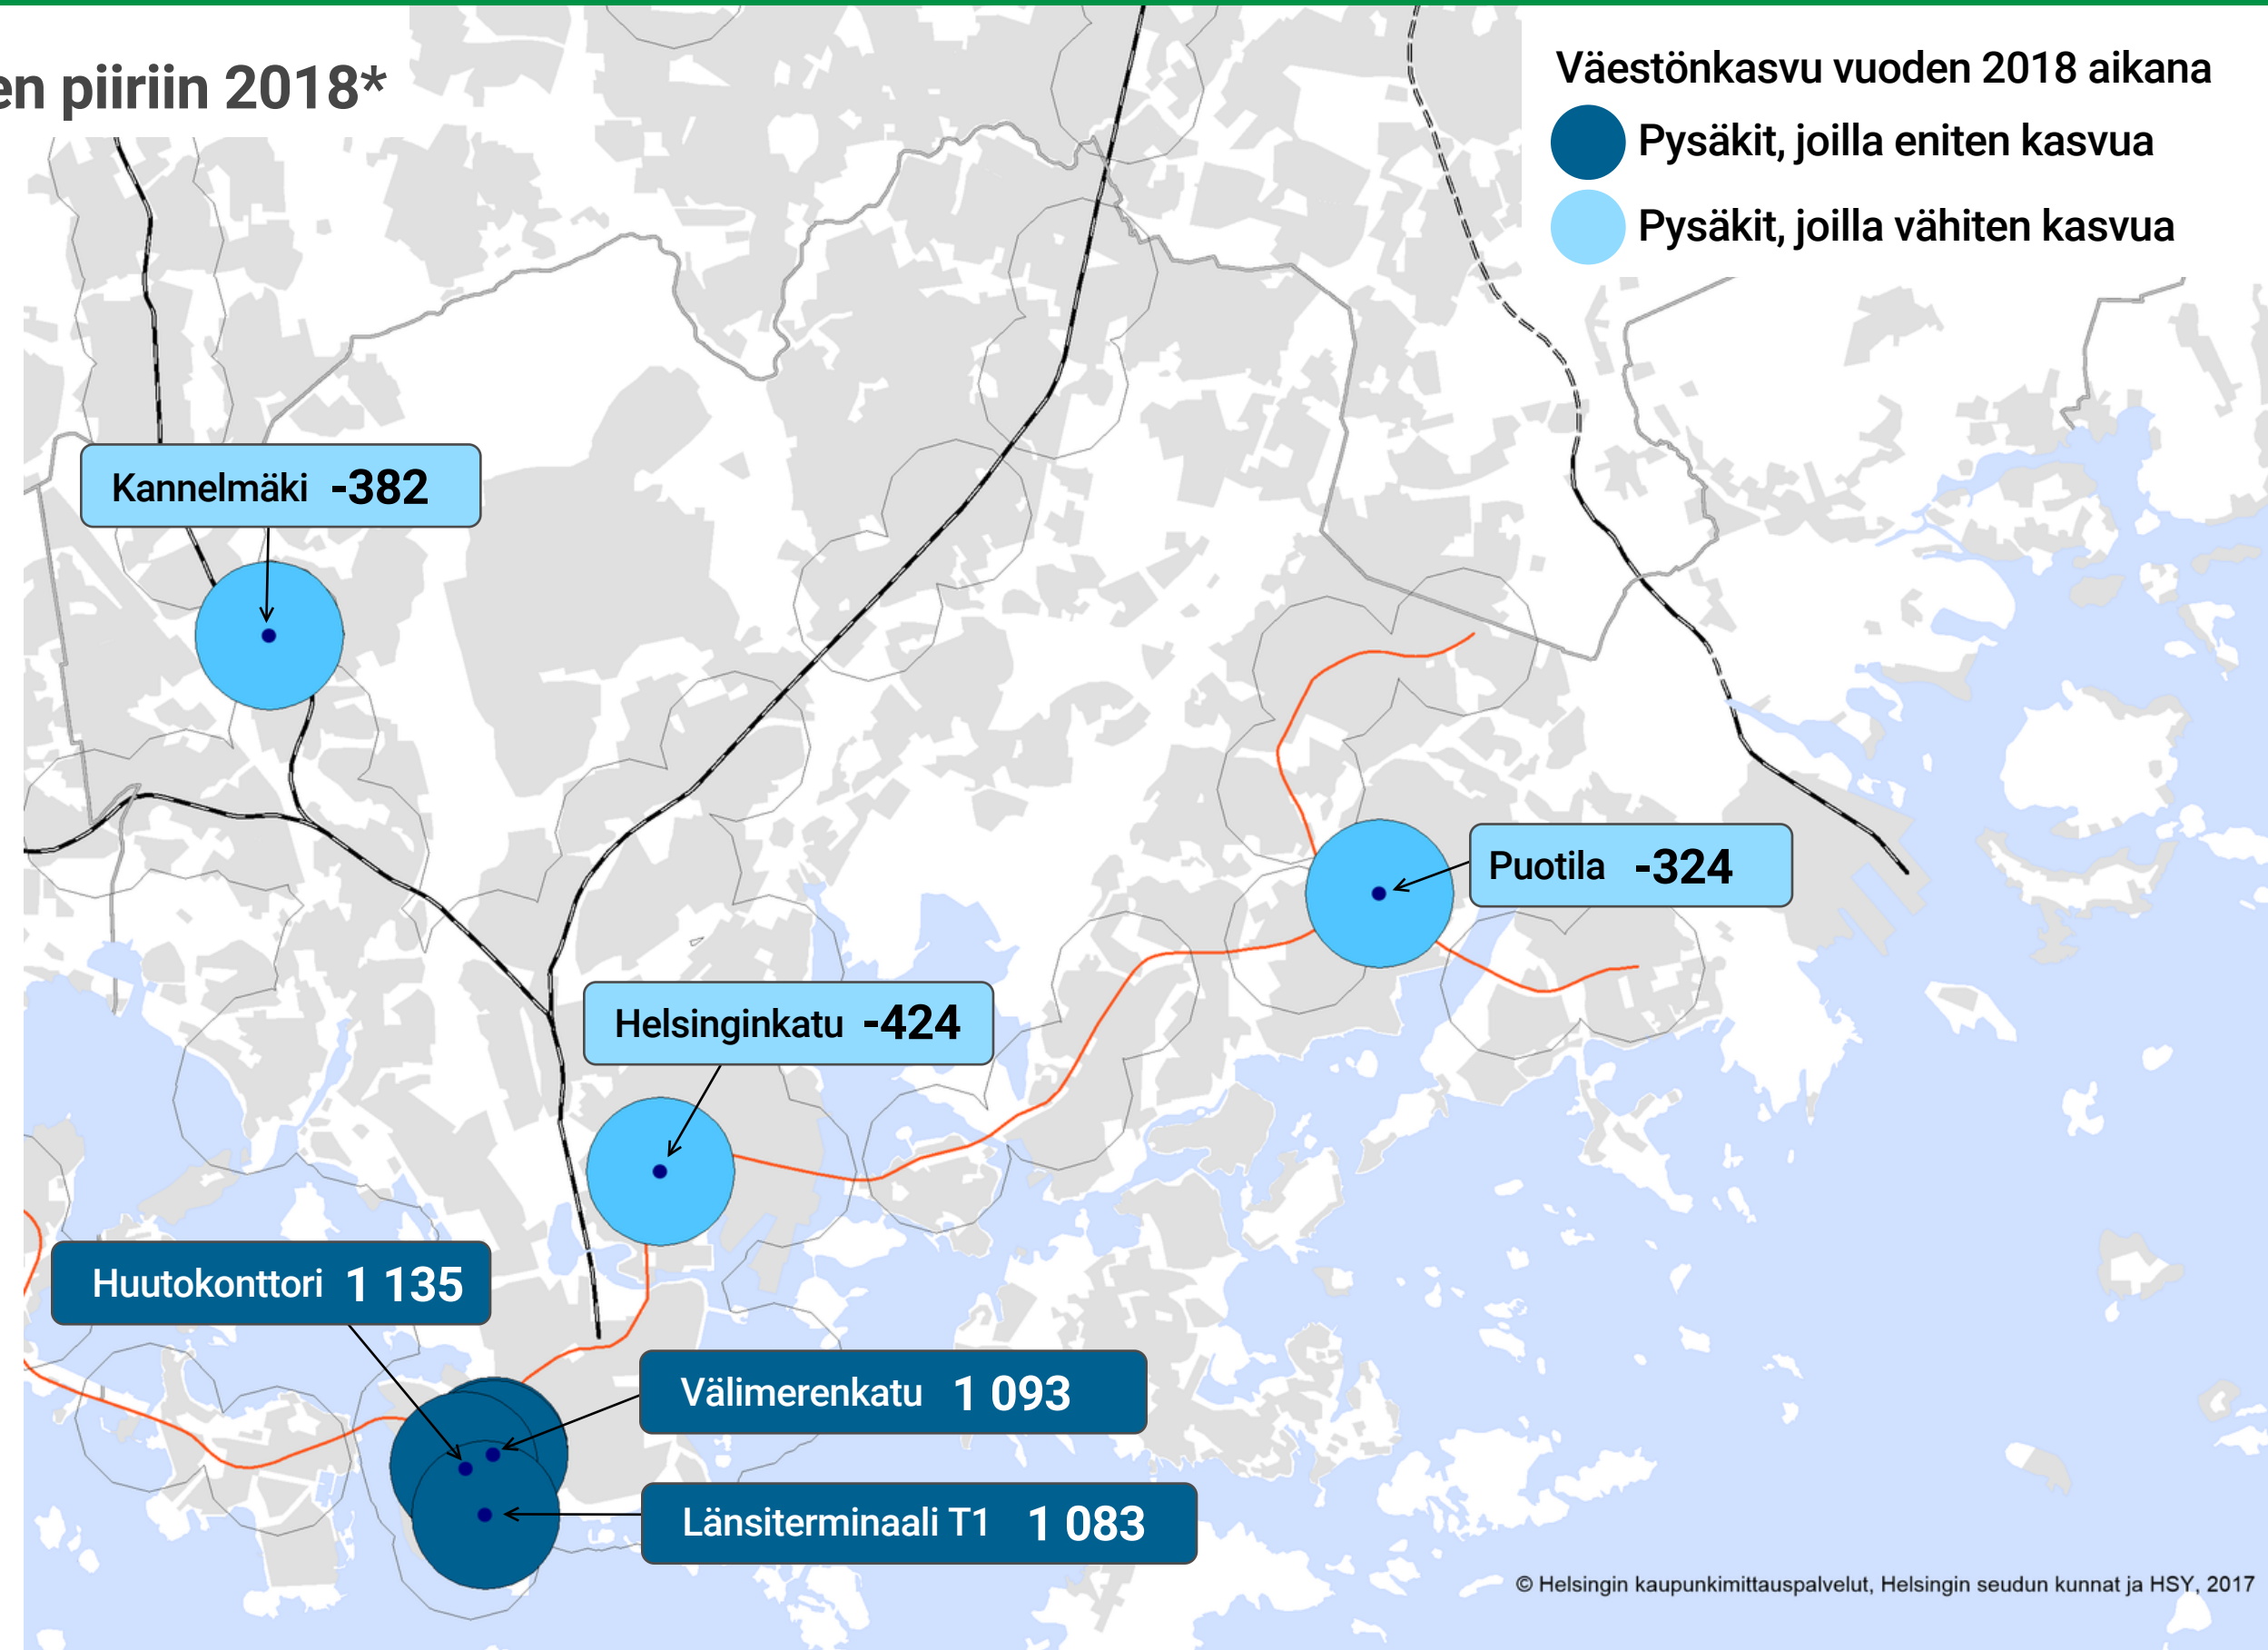 en piiriin 2018*
Väestönkasvu vuoden 2018 aikana
Pysäkit, joilla eniten kasvua
Pysäkit, joilla vähiten kasvua
Kannelmäki -382
Puotila -324
Helsinginkatu -424
Huutokonttori 1 135
Välimerenkatu 1 093
Länsiterminaali T1 1 083
© Helsingin kaupunkimittauspalvelut, Helsingin seudun kunnat ja HSY, 2017